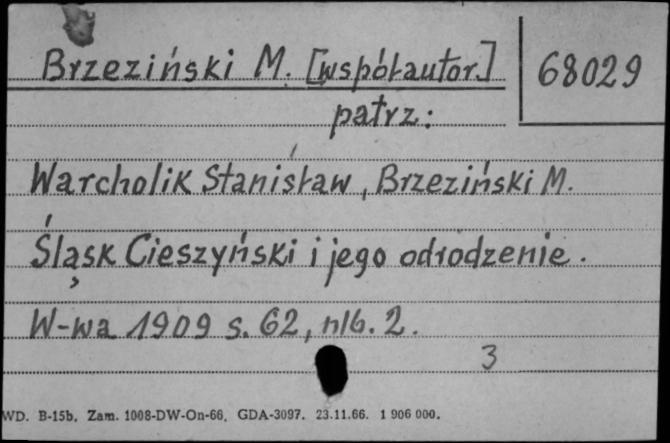 Brzeziński M. [współautor] 68029
patrz:
Warcholik Stanisław, Brzeziński M.
Śląsk Cieszyński i jego odrodzenie.
W-wa 1909 s. 62, nlb. 2.
3
WD. B-15b. Zam. 1008-DW-On-66. GDA-3097. 23.11.66. 1 906 000.